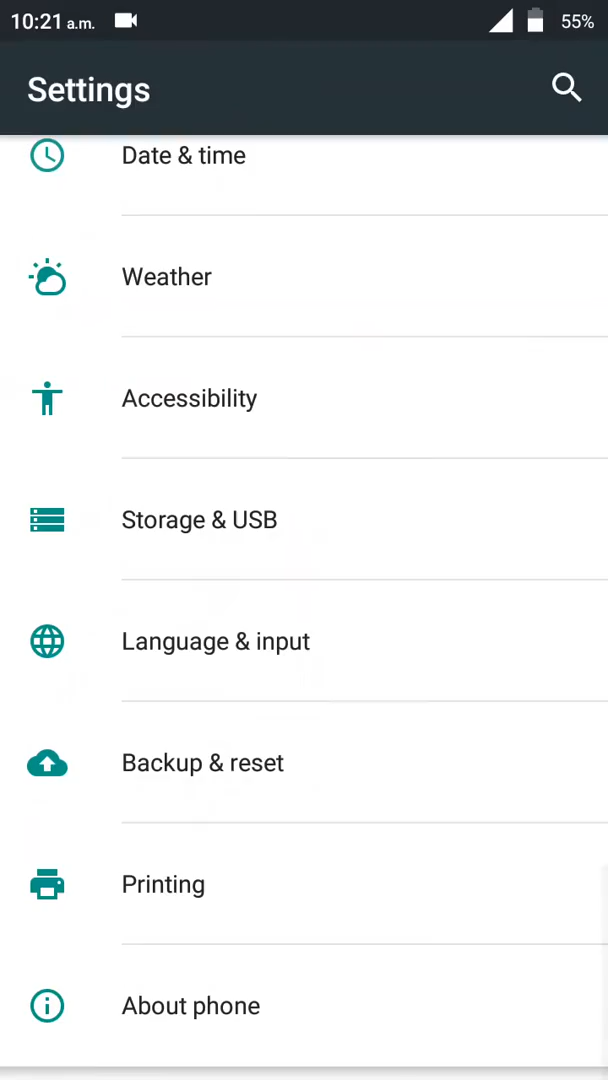 10:21 a.m.
55%
Settings
Date & time
Weather
Accessibility
Storage & USB
Language & input
Backup & reset
Printing
About phone